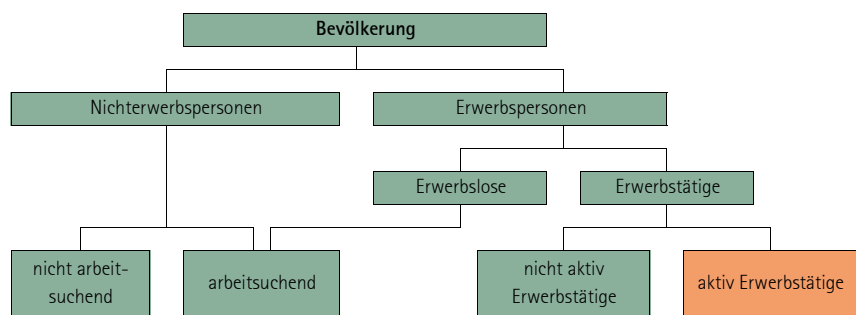 Bevölkerung
Nichterwerbspersonen
Erwerbspersonen
Erwerbslose
Erwerbstätige
nicht arbeit-
suchend
arbeitsuchend
nicht aktiv
Erwerbstätige
aktiv Erwerbstätige